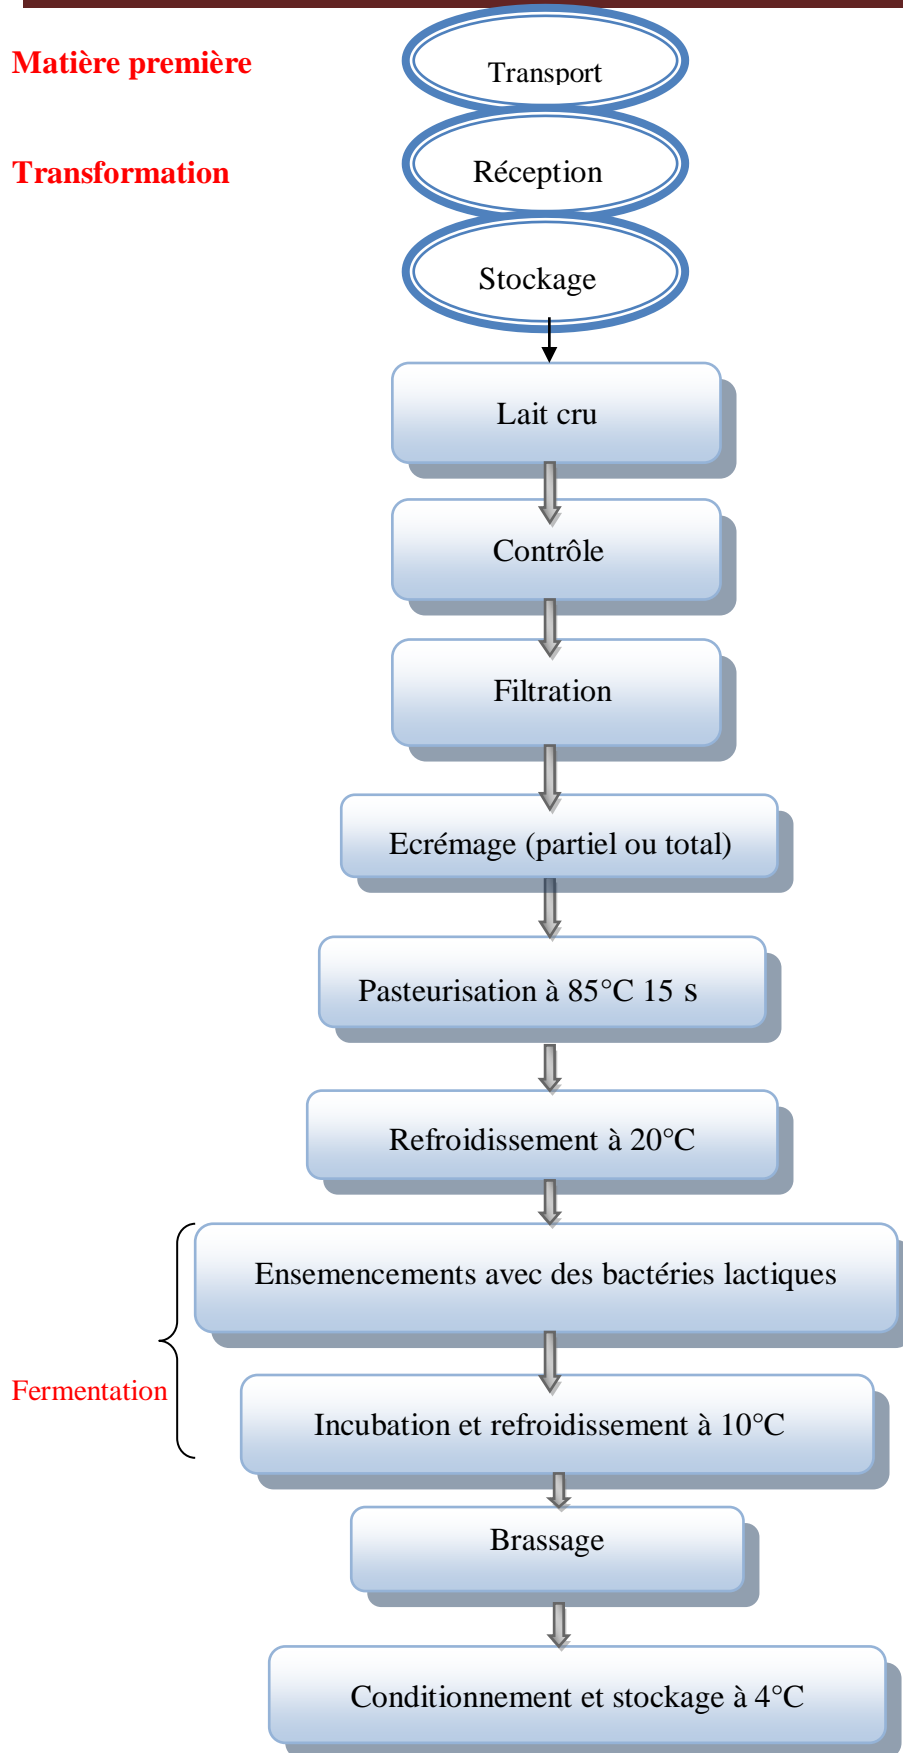 Matière première
Transport
Transformation
Réception
Stockage
Lait cru
Contrôle
Filtration
Ecrémage (partiel ou total)
Pasteurisation à 85°C 15 s
Refroidissement à 20°C
Ensemencements avec des bactéries lactiques
Fermentation
Incubation et refroidissement à 10°C
Brassage
Conditionnement et stockage à 4°C